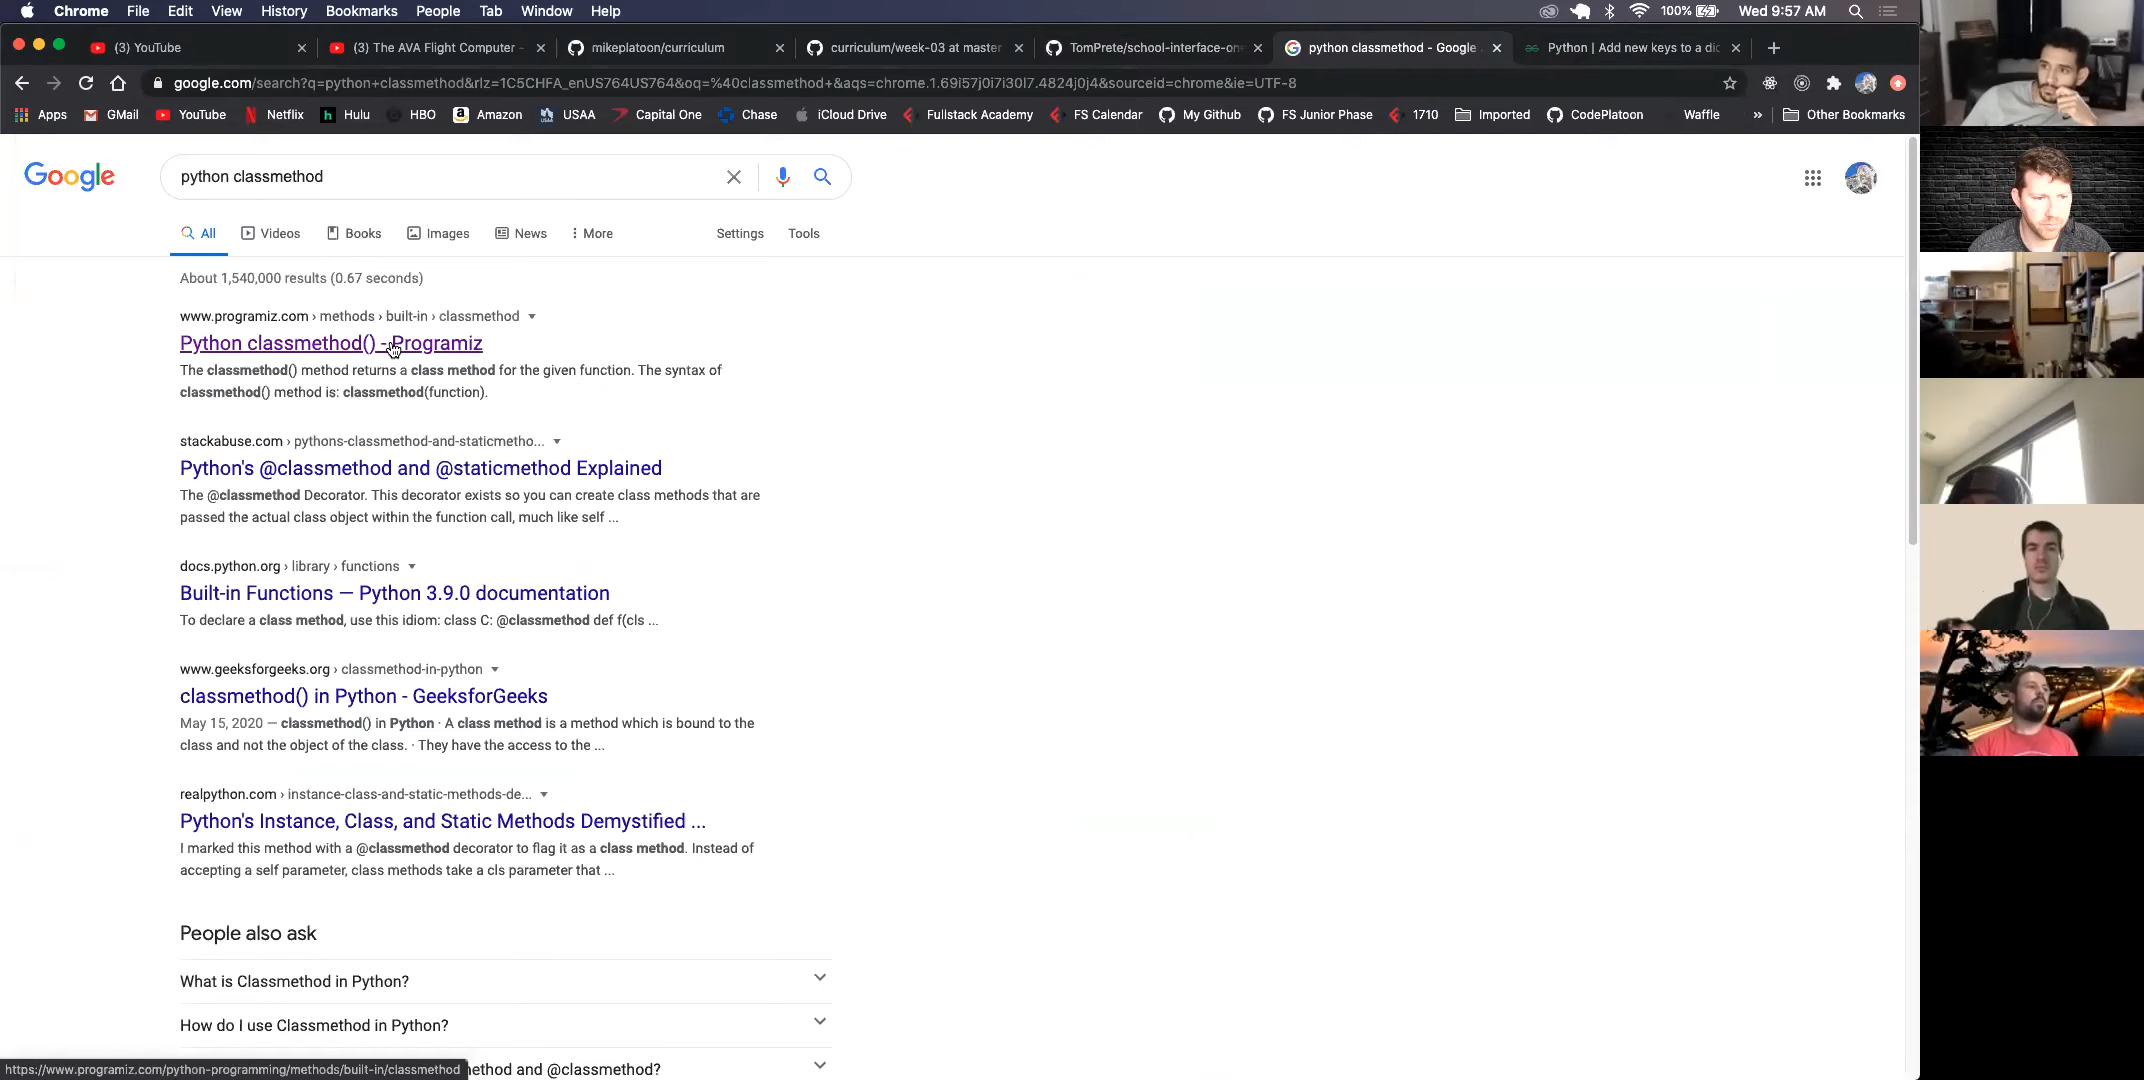 Chrome File Edit View History Bookmarks People Tab Window Help 100% Wed 9:57 AM
(3) YouTube (3) The AVA Flight Computer - mikeplatoon/curriculum curriculum/week-03 at master TomPrete/school-interface-one python classmethod - Google Python | Add new keys to a dic
google.com/search?q=python+classmethod&rlz=1C5CHFA_enUS764US764&oq=%40classmethod+&aqs=chrome.1.69i57j0i7i30l7.4824j0j4&sourceid=chrome&ie=UTF-8
Apps GMail YouTube Netflix Hulu HBO Amazon USAA Capital One Chase iCloud Drive Fullstack Academy FS Calendar My Github FS Junior Phase 1710 Imported CodePlatoon Waffle » Other Bookmarks
Google python classmethod
All Videos Books Images News More Settings Tools
About 1,540,000 results (0.67 seconds)
www.programiz.com › methods › built-in › classmethod
Python classmethod() - Programiz
The classmethod() method returns a class method for the given function. The syntax of
classmethod() method is: classmethod(function).
stackabuse.com › pythons-classmethod-and-staticmetho...
Python's @classmethod and @staticmethod Explained
The @classmethod Decorator. This decorator exists so you can create class methods that are
passed the actual class object within the function call, much like self ...
docs.python.org › library › functions
Built-in Functions — Python 3.9.0 documentation
To declare a class method, use this idiom: class C: @classmethod def f(cls ...
www.geeksforgeeks.org › classmethod-in-python
classmethod() in Python - GeeksforGeeks
May 15, 2020 — classmethod() in Python · A class method is a method which is bound to the
class and not the object of the class. · They have the access to the ...
realpython.com › instance-class-and-static-methods-de...
Python's Instance, Class, and Static Methods Demystified ...
I marked this method with a @classmethod decorator to flag it as a class method. Instead of
accepting a self parameter, class methods take a cls parameter that ...
People also ask
What is Classmethod in Python?
How do I use Classmethod in Python?
ethod and @classmethod?
https://www.programiz.com/python-programming/methods/built-in/classmethod